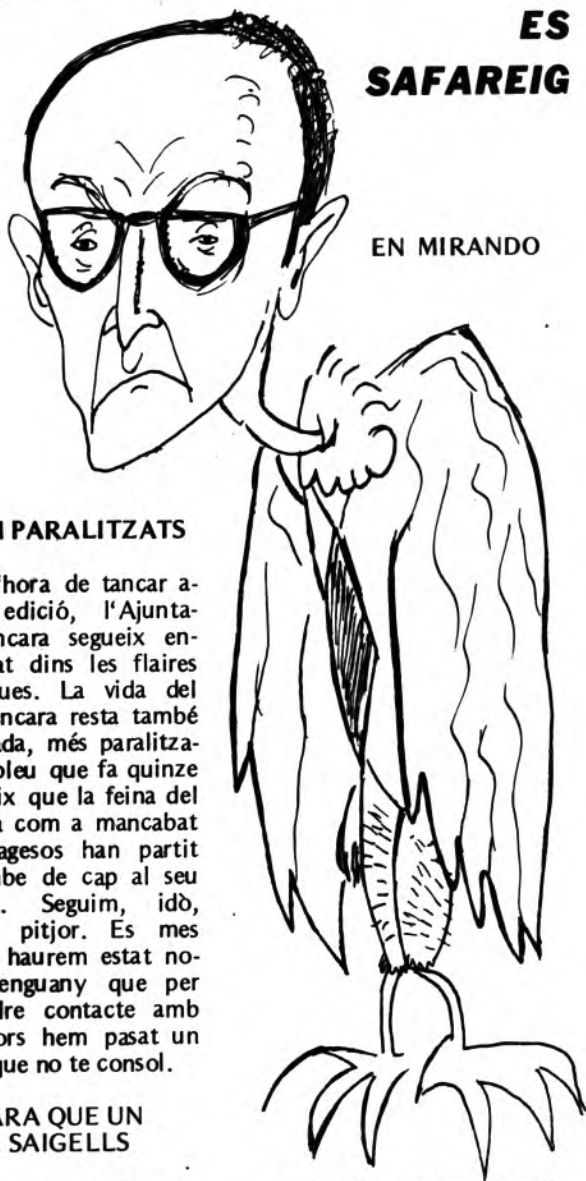 ES
SAFAREIG
EN MIRANDO
PARALITZATS
hora de tancar a-
edició, l'Ajunta-
ncara segueix en-
at dins les flaires
ues. La vida del
ncara resta també
ada, més paralitza-
pleu que fa quinze
ix que la feina del
a com a mancabat
agesos han partit
be de cap al seu
. Seguim, idò,
pitjor. Es mes
haurem estat no-
enguany que per
dre contacte amb
ors hem pasat un
que no te consol.
ARA QUE UN
SAIGELLS